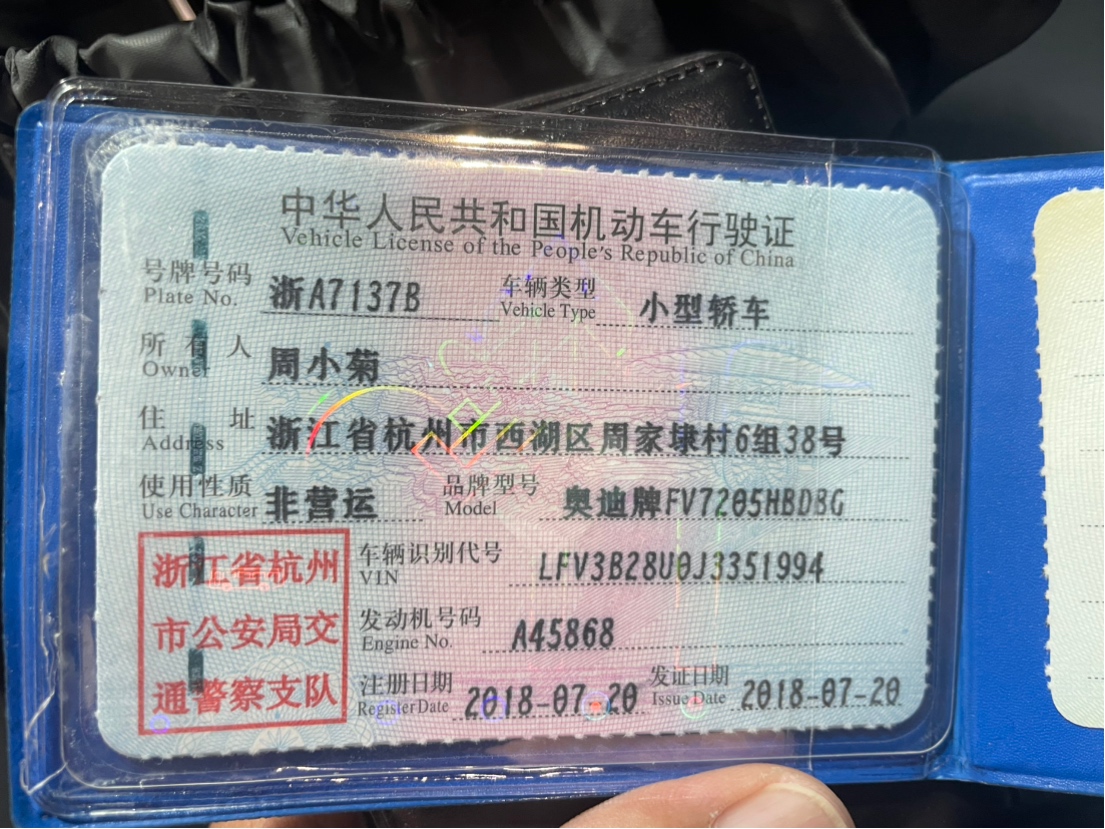 中华人民共和国机动车行驶证
Vehicle License of the People's Republic of China
号牌号码 浙A7137B 车辆类型 小型轿车
Plate No. Vehicle Type
所有人 周小菊
Owner
住址 浙江省杭州市西湖区周家埭村6组38号
Address
使用性质 非营运 品牌型号 奥迪牌FV7205HBDBG
Use Character Model
浙江省杭州 车辆识别代号 LFV3B28U0J3351994
VIN
市公安局交 发动机号码 A45868
Engine No.
通警察支队 注册日期 2018-07-20 发证日期 2018-07-20
Register Date Issue Date